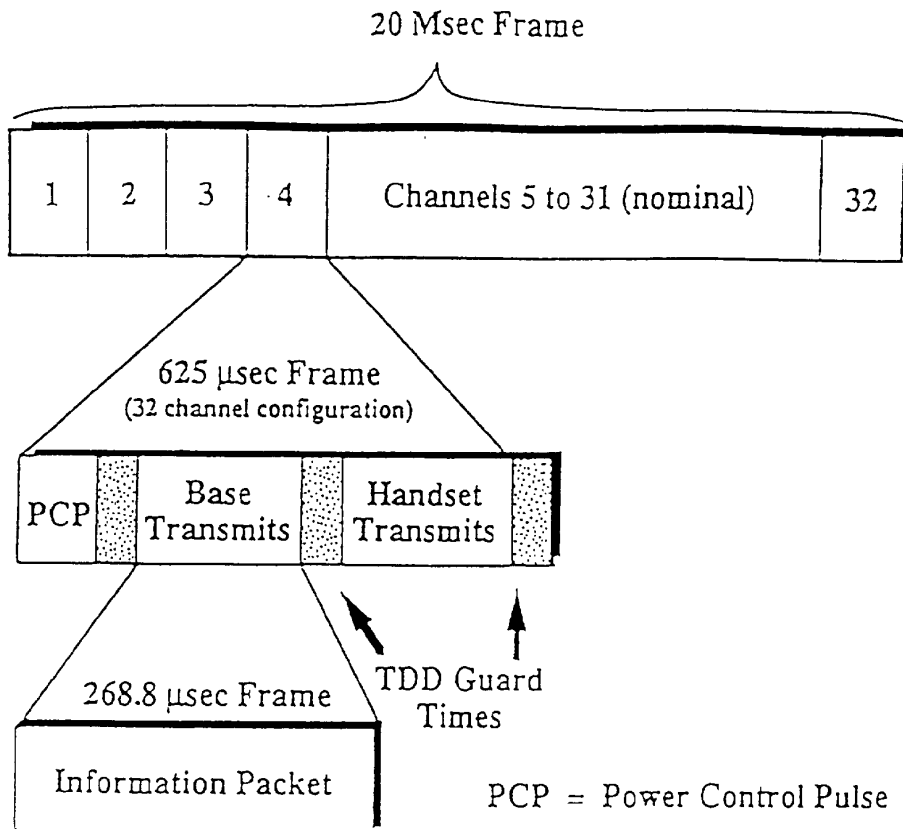 20 Msec Frame
1 2 3 4 Channels 5 to 31 (nominal) 32
625 µsec Frame
(32 channel configuration)
PCP Base Transmits Handset Transmits
TDD Guard
Times
268.8 µsec Frame
Information Packet
PCP = Power Control Pulse